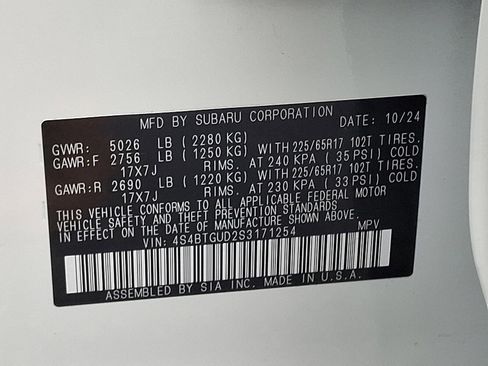 MFD BY SUBARU CORPORATION DATE: 10/24
GVWR: 5026 LB (2280 KG)
GAWR:F 2756 LB (1250 KG) WITH 225/65R17 102T TIRES.
17X7J RIMS. AT 240 KPA (35 PSI) COLD
GAWR:R 2690 LB (1220 KG) WITH 225/65R17 102T TIRES.
17X7J RIMS. AT 230 KPA (33 PSI) COLD
THIS VEHICLE CONFORMS TO ALL APPLICABLE FEDERAL MOTOR
VEHICLE SAFETY, BUMPER, AND THEFT PREVENTION STANDARDS
IN EFFECT ON THE DATE OF MANUFACTURE SHOWN ABOVE.
VIN: 4S4BTGUD2S3171254 MPV
ASSEMBLED BY SIA INC. MADE IN U.S.A.